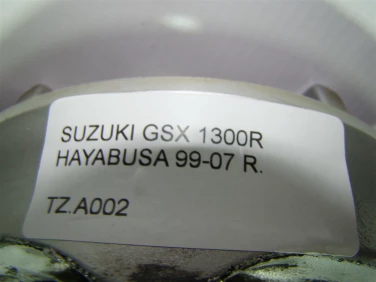 SUZUKI GSX 1300R
HAYABUSA 99-07 R.
TZ.A002